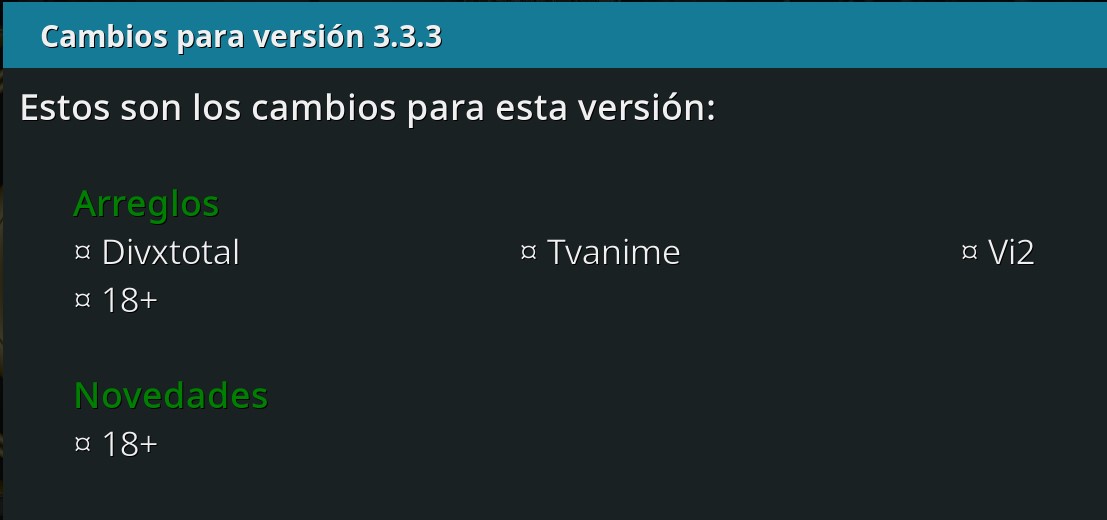 Cambios para versión 3.3.3
Estos son los cambios para esta versión:
Arreglos
¤ Divxtotal ¤ Tvanime ¤ Vi2
¤ 18+
Novedades
¤ 18+